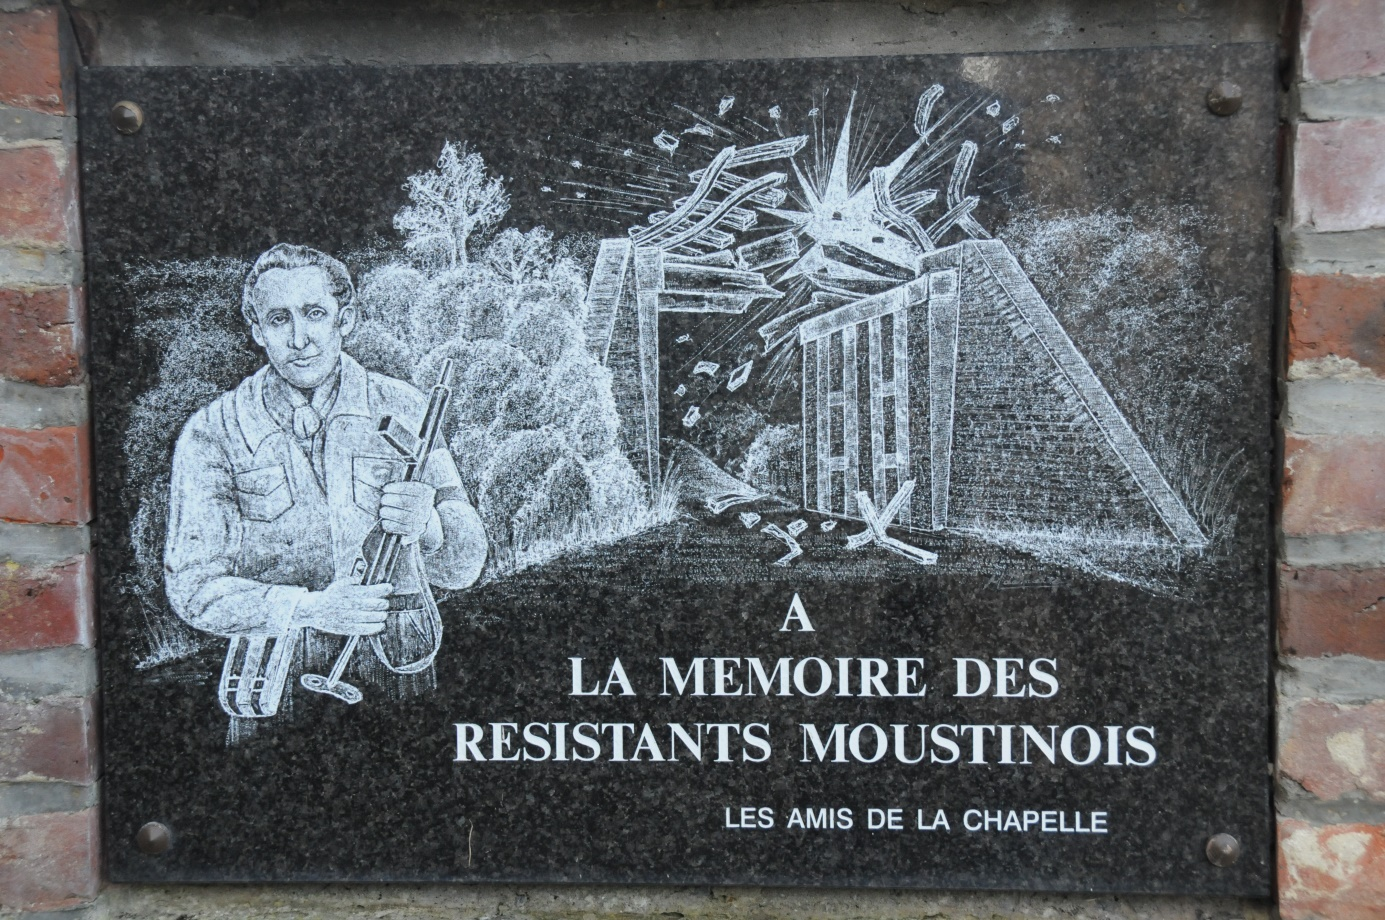 A
LA MEMOIRE DES
RESISTANTS MOUSTINOIS
LES AMIS DE LA CHAPELLE